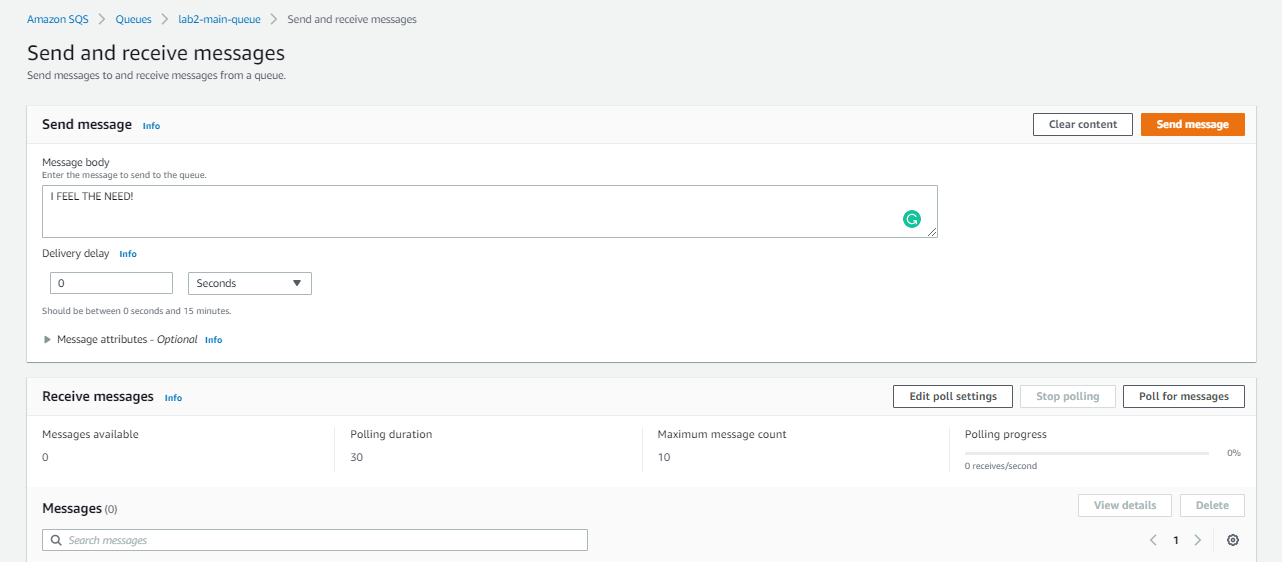 Amazon SQS > Queues > lab2-main-queue > Send and receive messages
Send and receive messages
Send messages to and receive messages from a queue.
Send message Info Clear content Send message
Message body
Enter the message to send to the queue.
I FEEL THE NEED!
Delivery delay Info
0 Seconds
Should be between 0 seconds and 15 minutes.
Message attributes - Optional Info
Receive messages Info Edit poll settings Stop polling Poll for messages
Messages available Polling duration Maximum message count Polling progress
0 30 10 0%
0 receives/second
Messages (0) View details Delete
Search messages 1